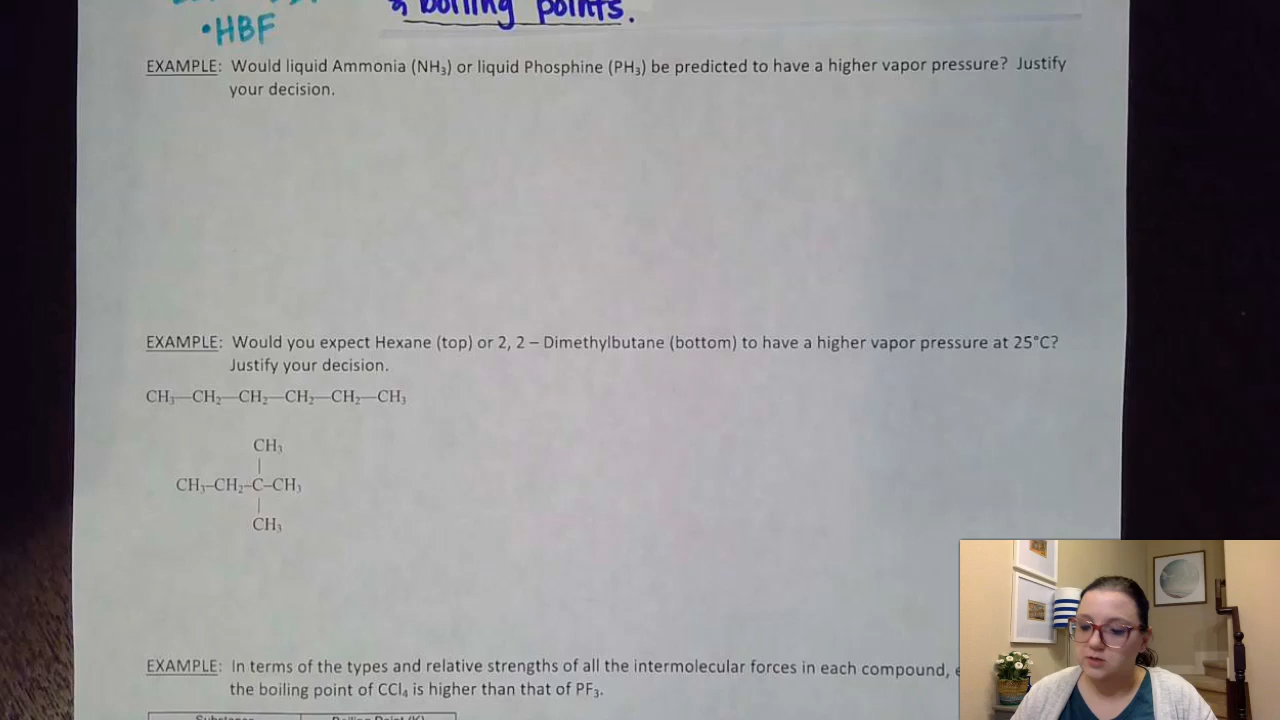 & boiling points.
•HBF
EXAMPLE: Would liquid Ammonia (NH₃) or liquid Phosphine (PH₃) be predicted to have a higher vapor pressure? Justify
your decision.
EXAMPLE: Would you expect Hexane (top) or 2, 2 – Dimethylbutane (bottom) to have a higher vapor pressure at 25°C?
Justify your decision.
CH₃—CH₂—CH₂—CH₂—CH₂—CH₃
CH₃
|
CH₃–CH₂–C–CH₃
|
CH₃
EXAMPLE: In terms of the types and relative strengths of all the intermolecular forces in each compound,
the boiling point of CCl₄ is higher than that of PF₃.
Substance Boiling Point (K)